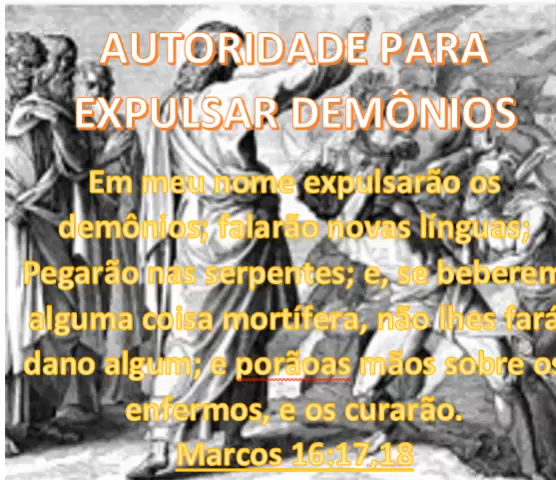 AUTORIDADE PARA
EXPULSAR DEMÔNIOS
Em meu nome expulsarão os
demônios; falarão novas línguas;
Pegarão nas serpentes; e, se beberem
alguma coisa mortífera, não lhes fará
dano algum; e porãoas mãos sobre os
enfermos, e os curarão.
Marcos 16:17,18